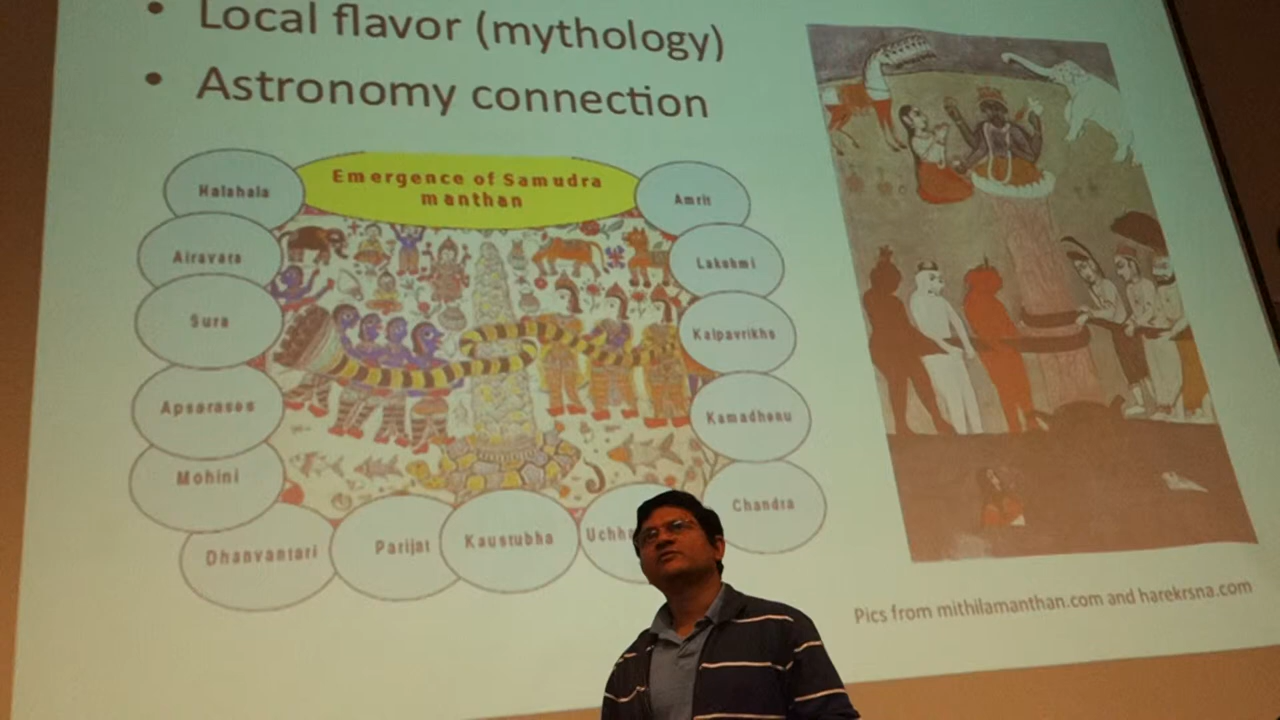 • Local flavor (mythology)
• Astronomy connection
Emergence of Samudra
manthan
Halahala
Amrit
Airavata
Lakshmi
Sura
Kalpavrikhs
Apsarases
Kamadhenu
Mohini
Chandra
Dhanvantari
Parijat
Kaustubha
Pics from mithilamanthan.com and harekrsna.com